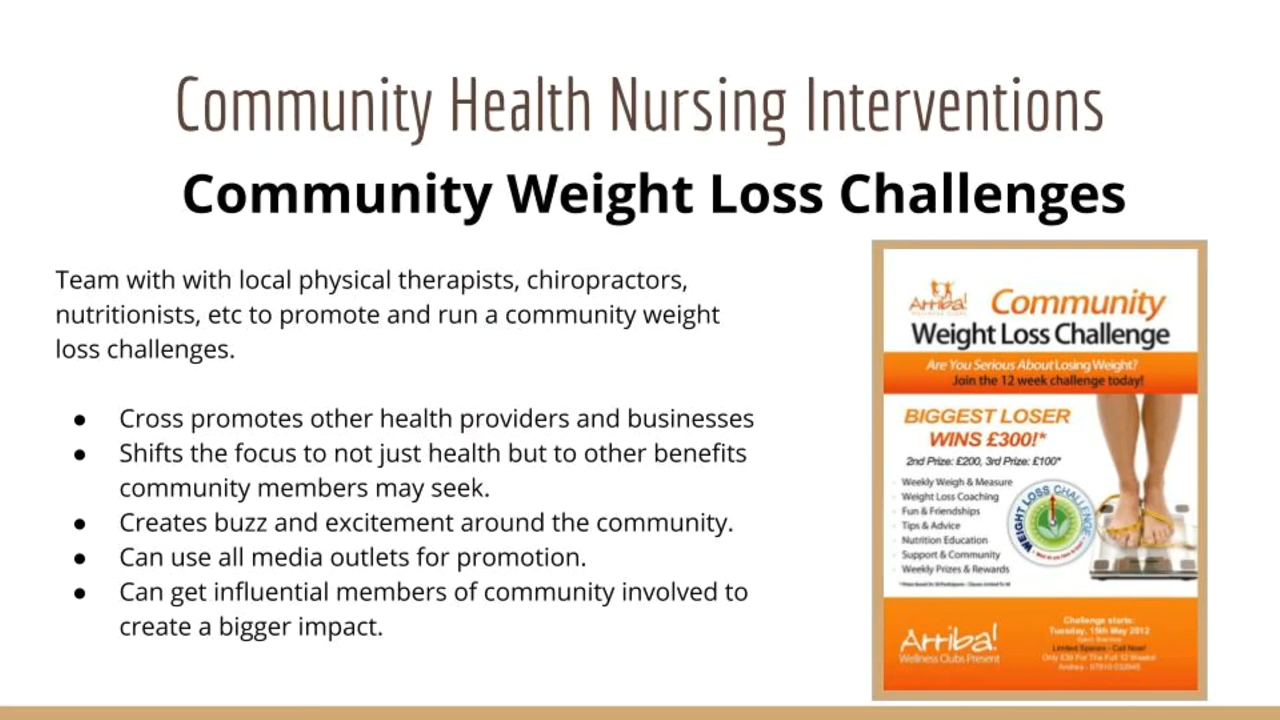 Community Health Nursing Interventions
Community Weight Loss Challenges
Team with with local physical therapists, chiropractors,
nutritionists, etc to promote and run a community weight
loss challenges.
● Cross promotes other health providers and businesses
● Shifts the focus to not just health but to other benefits
community members may seek.
● Creates buzz and excitement around the community.
● Can use all media outlets for promotion.
● Can get influential members of community involved to
create a bigger impact.
Arriba!
Community
Weight Loss Challenge
Are You Serious About Losing Weight?
Join the 12 week challenge today!
BIGGEST LOSER
WINS £300!*
2nd Prize: £200, 3rd Prize: £100*
Weekly Weigh & Measure
Weight Loss Coaching
Fun & Friendships
Tips & Advice
Nutrition Education
Support & Community
Weekly Prizes & Rewards
WEIGHT LOSS CHALLENGE
Arriba!
Wellness Clubs Present
Challenge starts:
Tuesday, 15th May 2012
Limited Spaces - Call Now!
Only £39 For The Full 12 Weeks!